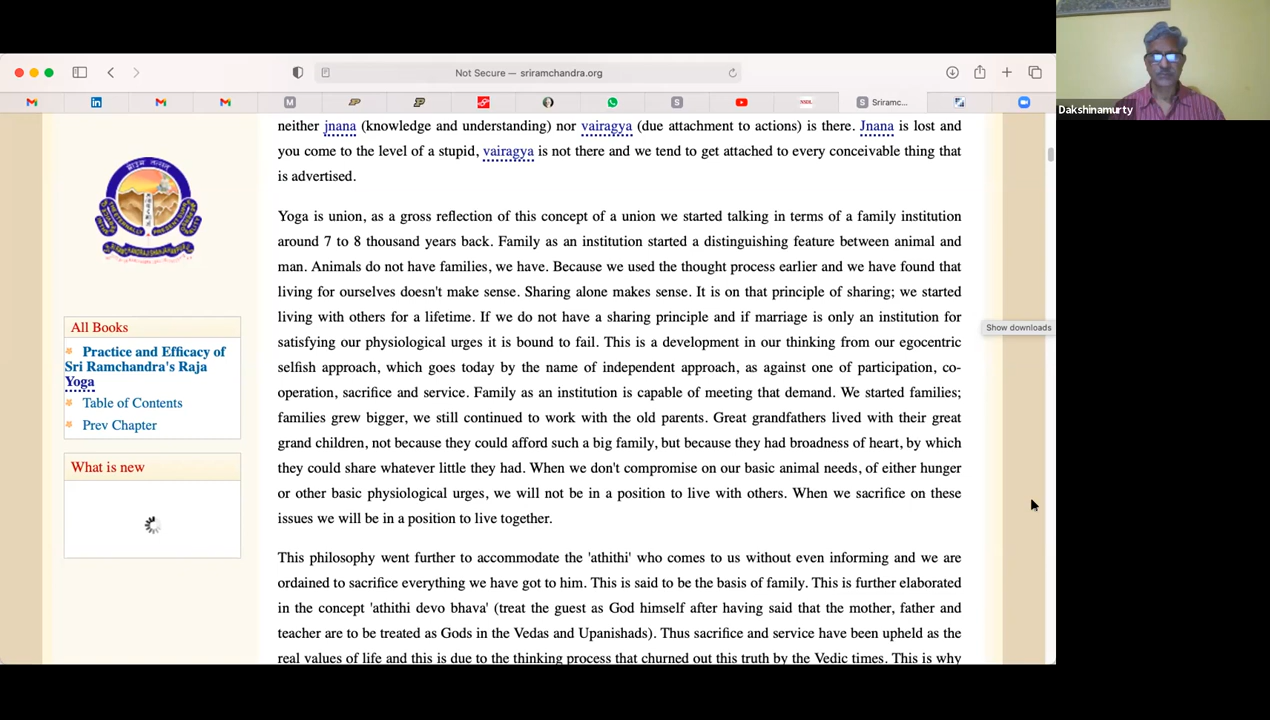 Not Secure — sriramchandra.org
Sriramc...
Dakshinamurty
neither jnana (knowledge and understanding) nor vairagya (due attachment to actions) is there. Jnana is lost and
you come to the level of a stupid, vairagya is not there and we tend to get attached to every conceivable thing that
is advertised.
Yoga is union, as a gross reflection of this concept of a union we started talking in terms of a family institution
around 7 to 8 thousand years back. Family as an institution started a distinguishing feature between animal and
man. Animals do not have families, we have. Because we used the thought process earlier and we have found that
living for ourselves doesn't make sense. Sharing alone makes sense. It is on that principle of sharing; we started
living with others for a lifetime. If we do not have a sharing principle and if marriage is only an institution for
satisfying our physiological urges it is bound to fail. This is a development in our thinking from our egocentric
selfish approach, which goes today by the name of independent approach, as against one of participation, co-
operation, sacrifice and service. Family as an institution is capable of meeting that demand. We started families;
families grew bigger, we still continued to work with the old parents. Great grandfathers lived with their great
grand children, not because they could afford such a big family, but because they had broadness of heart, by which
they could share whatever little they had. When we don't compromise on our basic animal needs, of either hunger
or other basic physiological urges, we will not be in a position to live with others. When we sacrifice on these
issues we will be in a position to live together.
This philosophy went further to accommodate the 'athithi' who comes to us without even informing and we are
ordained to sacrifice everything we have got to him. This is said to be the basis of family. This is further elaborated
in the concept 'athithi devo bhava' (treat the guest as God himself after having said that the mother, father and
teacher are to be treated as Gods in the Vedas and Upanishads). Thus sacrifice and service have been upheld as the
real values of life and this is due to the thinking process that churned out this truth by the Vedic times. This is why
All Books
Practice and Efficacy of
Sri Ramchandra's Raja
Yoga
Table of Contents
Prev Chapter
What is new
Show downloads